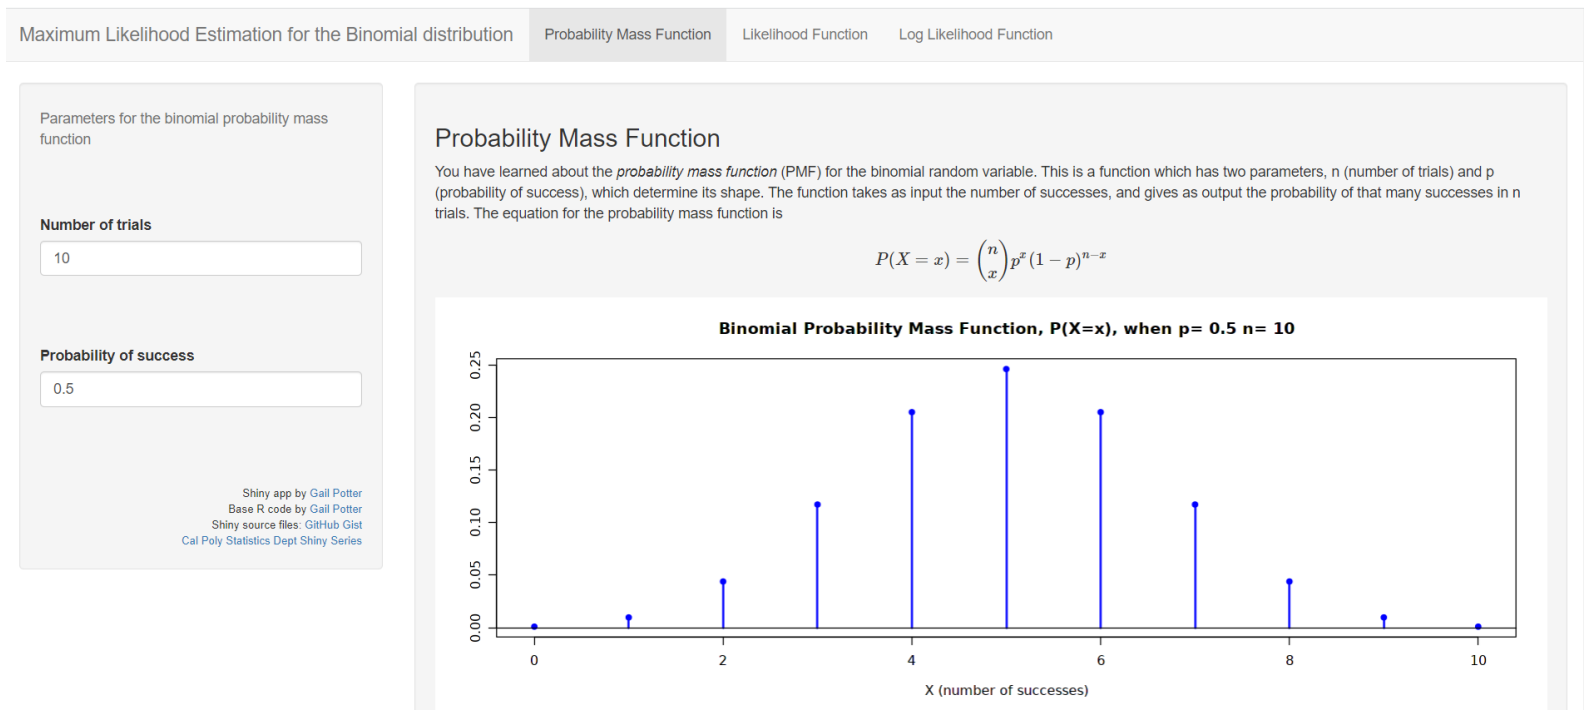 Maximum Likelihood Estimation for the Binomial distribution Probability Mass Function Likelihood Function Log Likelihood Function
Parameters for the binomial probability mass
function
Number of trials
10
Probability of success
0.5
Shiny app by Gail Potter
Base R code by Gail Potter
Shiny source files: GitHub Gist
Cal Poly Statistics Dept Shiny Series
Probability Mass Function
You have learned about the probability mass function (PMF) for the binomial random variable. This is a function which has two parameters, n (number of trials) and p
(probability of success), which determine its shape. The function takes as input the number of successes, and gives as output the probability of that many successes in n
trials. The equation for the probability mass function is
P(X = x) = (n x) p^x (1 − p)^{n−x}
Binomial Probability Mass Function, P(X=x), when p= 0.5 n= 10
0.25
0.20
0.15
0.10
0.05
0.00
0 2 4 6 8 10
X (number of successes)